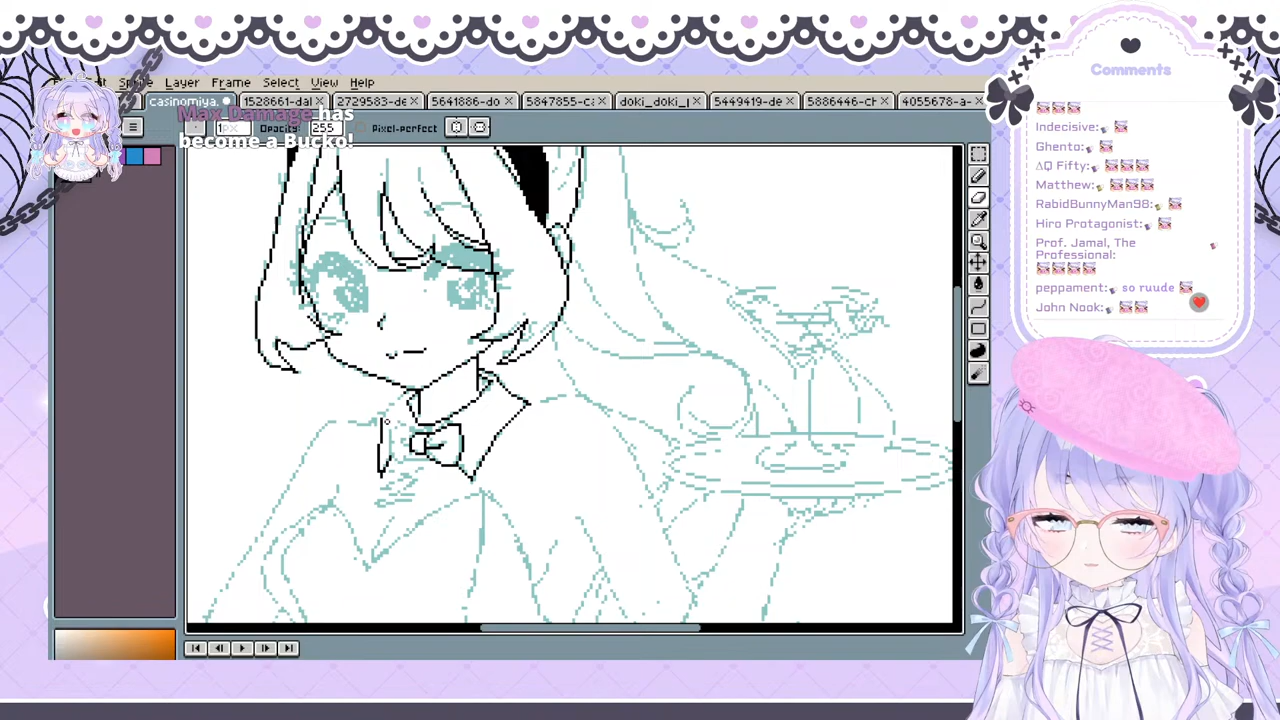 Comments
Layer Frame Select View Help
casinomiya.
1528661-dal
2729583-de
5641886-do
5847855-ca
doki_doki_l
5449419-de
5886446-ch
4055678-a-
Max Damage has
become a Bucko!
Opacity: 255
Pixel-perfect
Indecisive:
Ghento:
ΔQ Fifty:
Matthew:
RabidBunnyMan98:
Hiro Protagonist:
Prof. Jamal, The
Professional:
peppament: so ruude
John Nook: